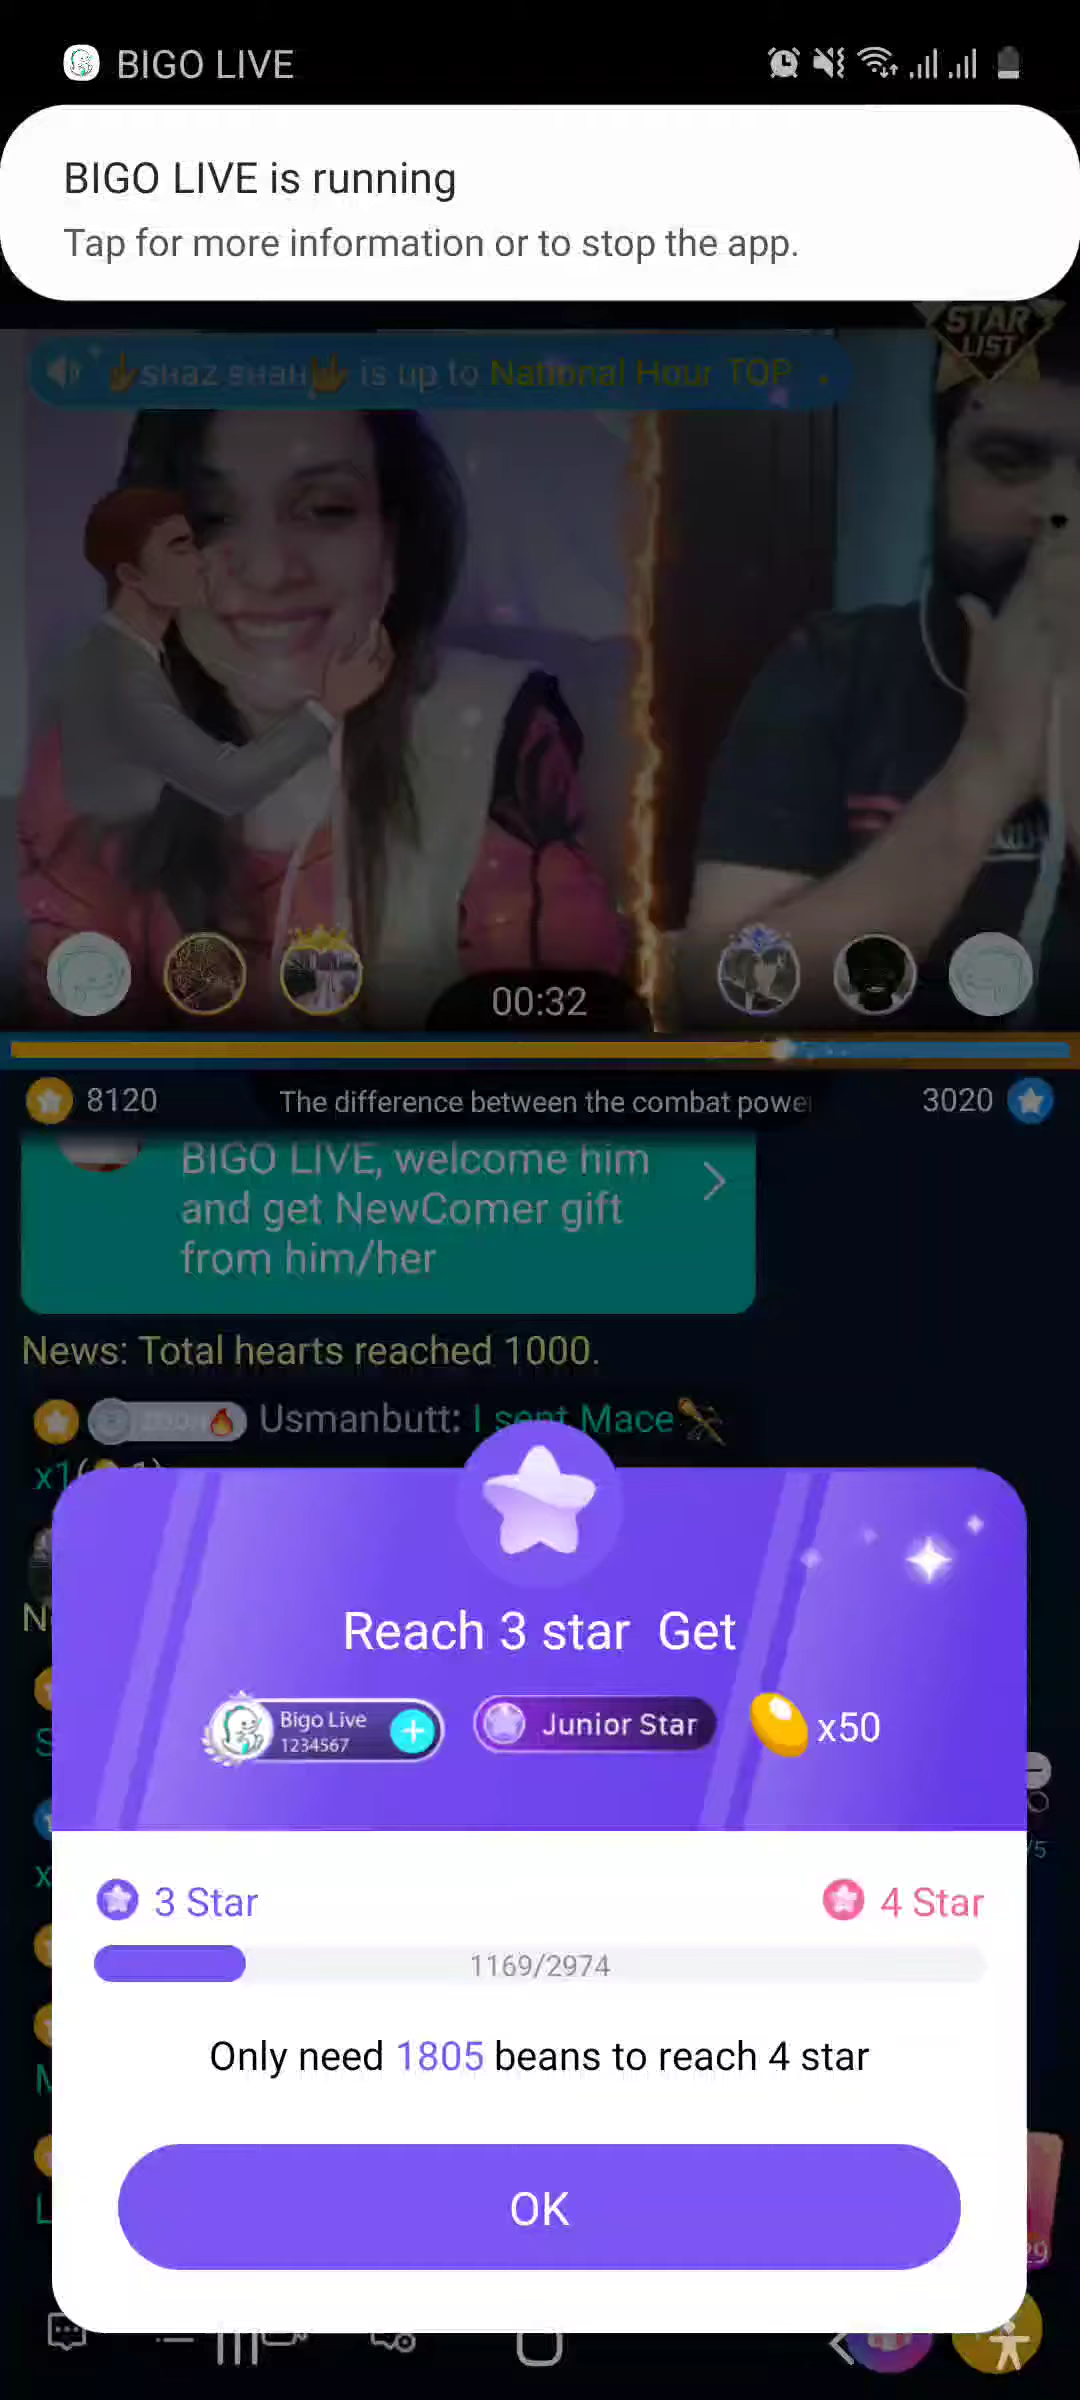 BIGO LIVE
BIGO LIVE is running
Tap for more information or to stop the app.
STAR
LIST
SHAZ SHAH is up to National Hour TOP
00:32
8120 The difference between the combat powe 3020
BIGO LIVE, welcome him
and get NewComer gift
from him/her
News: Total hearts reached 1000.
Usmanbutt: I sent Mace
x1
Reach 3 star Get
Bigo Live
1234567
Junior Star
x50
3 Star
4 Star
1169/2974
Only need 1805 beans to reach 4 star
OK